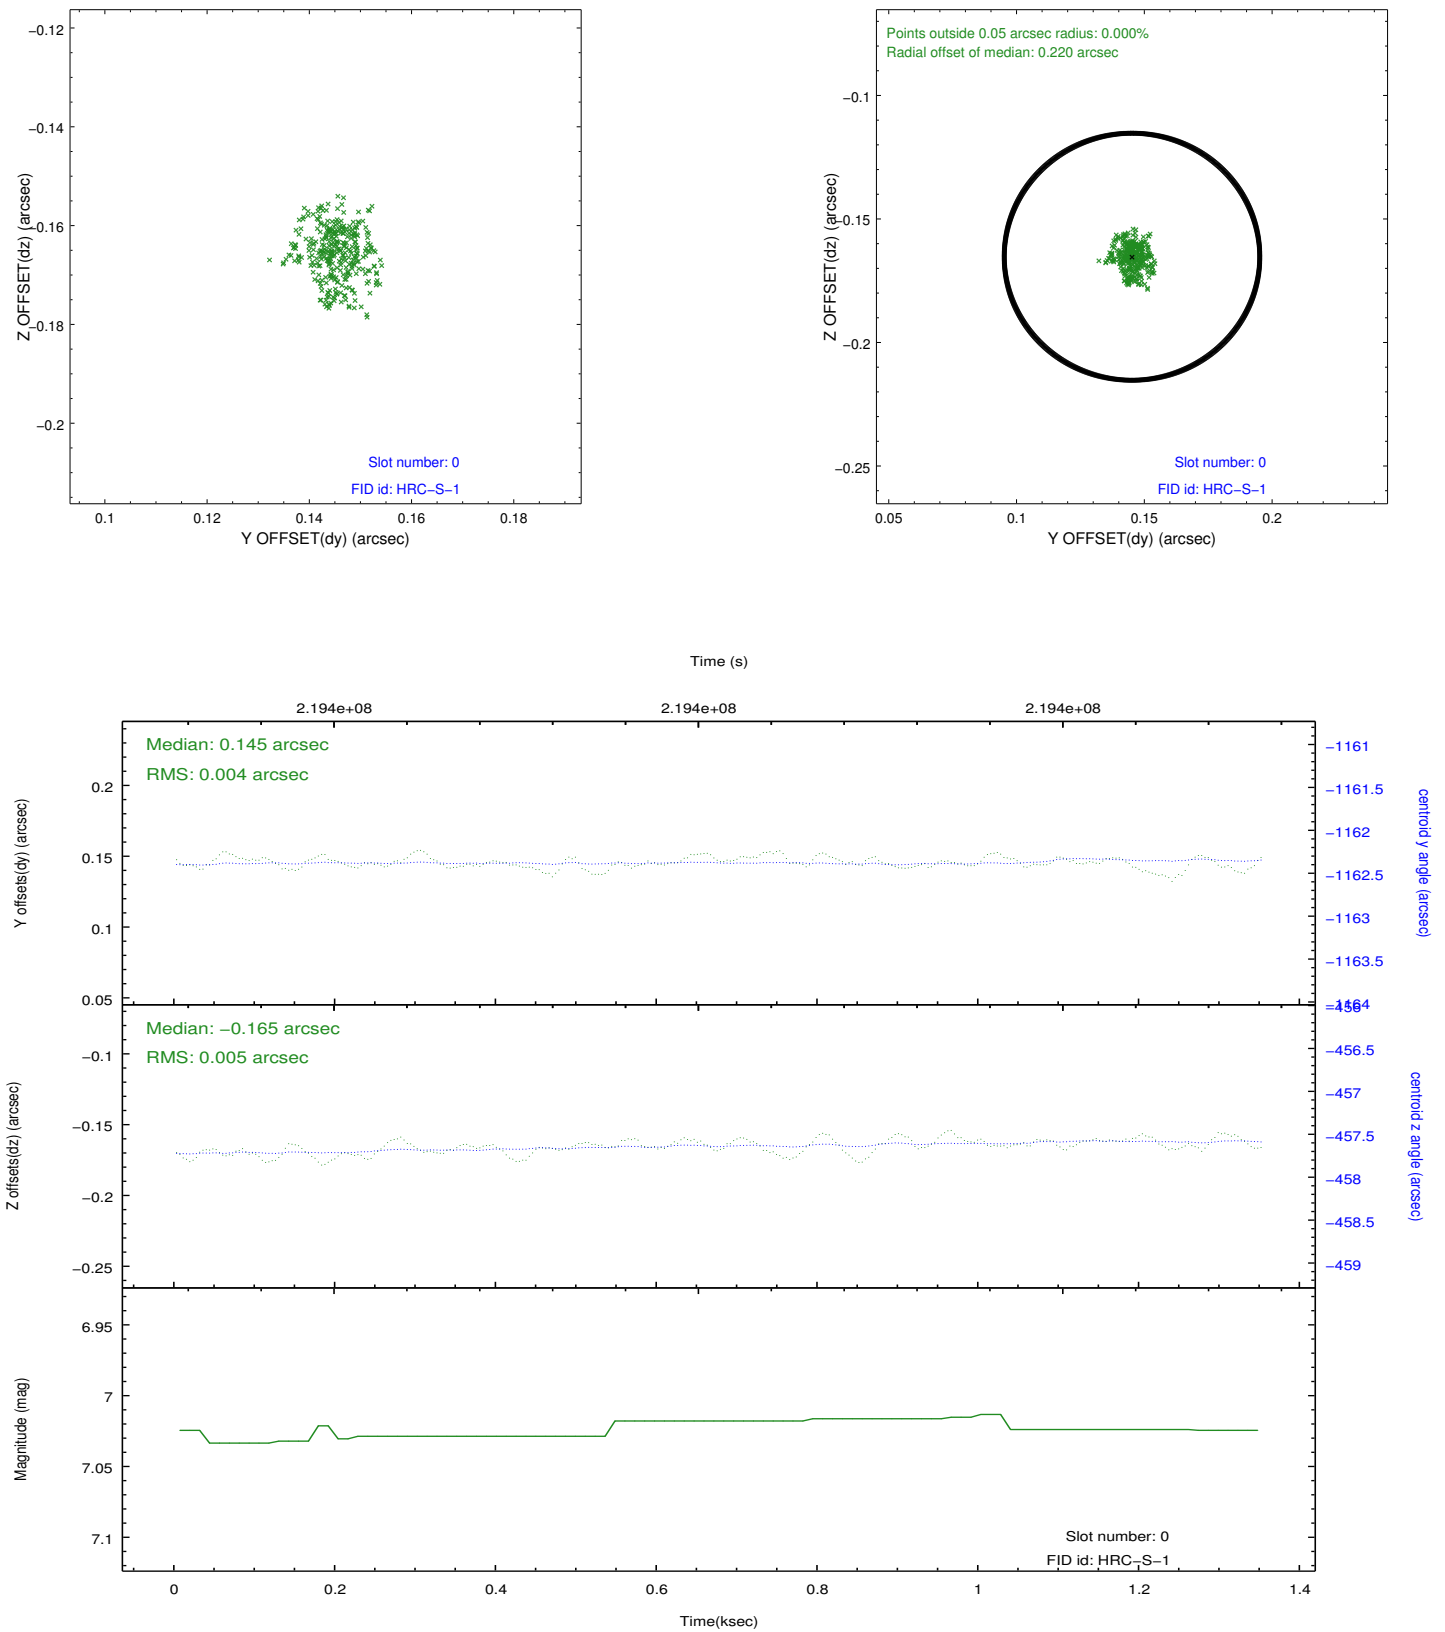 −0.12
−0.14
−0.16
−0.18
−0.2
Z OFFSET(dz) (arcsec)
Slot number: 0
FID id: HRC−S−1
0.1 0.12 0.14 0.16 0.18
Y OFFSET(dy) (arcsec)
Points outside 0.05 arcsec radius: 0.000%
Radial offset of median: 0.220 arcsec
−0.1
−0.15
−0.2
−0.25
Z OFFSET(dz) (arcsec)
Slot number: 0
FID id: HRC−S−1
0.05 0.1 0.15 0.2
Y OFFSET(dy) (arcsec)
Time (s)
2.194e+08 2.194e+08 2.194e+08
Median: 0.145 arcsec
RMS: 0.004 arcsec
0.2
0.15
0.1
0.05
Y offsets(dy) (arcsec)
−1161
−1161.5
−1162
−1162.5
−1163
−1163.5
−1164
centroid y angle (arcsec)
Median: −0.165 arcsec
RMS: 0.005 arcsec
−0.1
−0.15
−0.2
−0.25
Z offsets(dz) (arcsec)
−456
−456.5
−457
−457.5
−458
−458.5
−459
centroid z angle (arcsec)
6.95
7
7.05
7.1
Magnitude (mag)
Slot number: 0
FID id: HRC−S−1
0 0.2 0.4 0.6 0.8 1 1.2 1.4
Time(ksec)